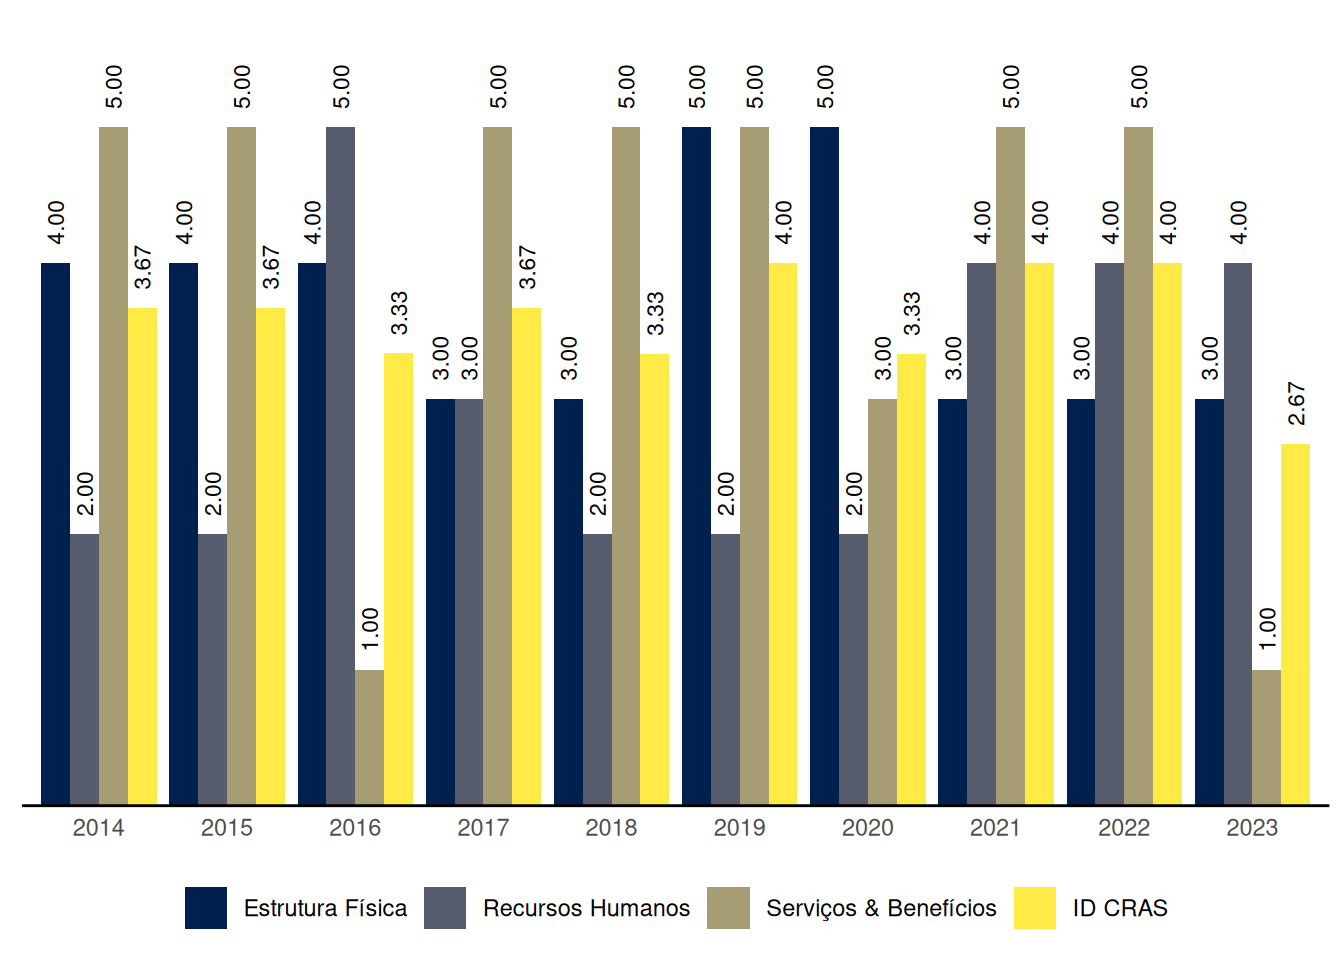 5.00 5.00 5.00 5.00 5.00 5.00 5.00 5.00 5.00 5.00
4.00 4.00 4.00 4.00 4.00 4.00 4.00 4.00 4.00
3.67 3.67 3.67
3.33 3.33 3.33
3.00 3.00 3.00 3.00 3.00 3.00 3.00
2.67
2.00 2.00 2.00 2.00 2.00
1.00 1.00
2014 2015 2016 2017 2018 2019 2020 2021 2022 2023
Estrutura Física Recursos Humanos Serviços & Benefícios ID CRAS